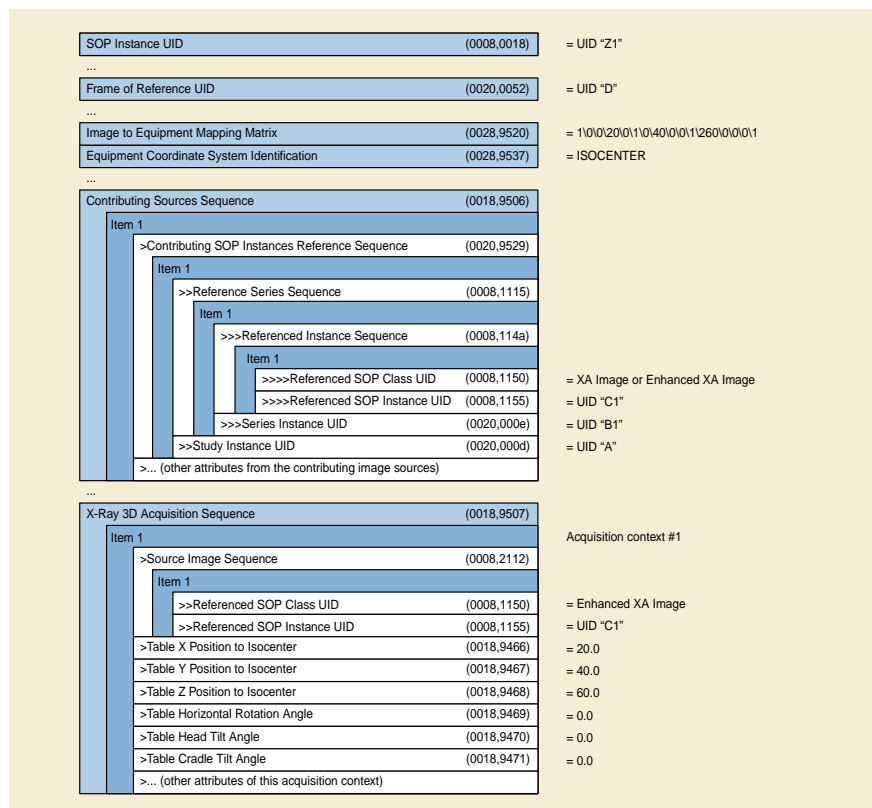 SOP Instance UID (0008,0018) = UID “Z1”
...
Frame of Reference UID (0020,0052) = UID “D”
...
Image to Equipment Mapping Matrix (0028,9520) = 1\0\0\20\0\1\0\40\0\0\1\260\0\0\0\1
Equipment Coordinate System Identification (0028,9537) = ISOCENTER
...
Contributing Sources Sequence (0018,9506)
Item 1
>Contributing SOP Instances Reference Sequence (0020,9529)
Item 1
>>Reference Series Sequence (0008,1115)
Item 1
>>>Referenced Instance Sequence (0008,114a)
Item 1
>>>>Referenced SOP Class UID (0008,1150) = XA Image or Enhanced XA Image
>>>>Referenced SOP Instance UID (0008,1155) = UID “C1”
>>>Series Instance UID (0020,000e) = UID “B1”
>>Study Instance UID (0020,000d) = UID “A”
>... (other attributes from the contributing image sources)
...
X-Ray 3D Acquisition Sequence (0018,9507)
Item 1 Acquisition context #1
>Source Image Sequence (0008,2112)
Item 1
>>Referenced SOP Class UID (0008,1150) = Enhanced XA Image
>>Referenced SOP Instance UID (0008,1155) = UID “C1”
>Table X Position to Isocenter (0018,9466) = 20.0
>Table Y Position to Isocenter (0018,9467) = 40.0
>Table Z Position to Isocenter (0018,9468) = 60.0
>Table Horizontal Rotation Angle (0018,9469) = 0.0
>Table Head Tilt Angle (0018,9470) = 0.0
>Table Cradle Tilt Angle (0018,9471) = 0.0
>... (other attributes of this acquisition context)